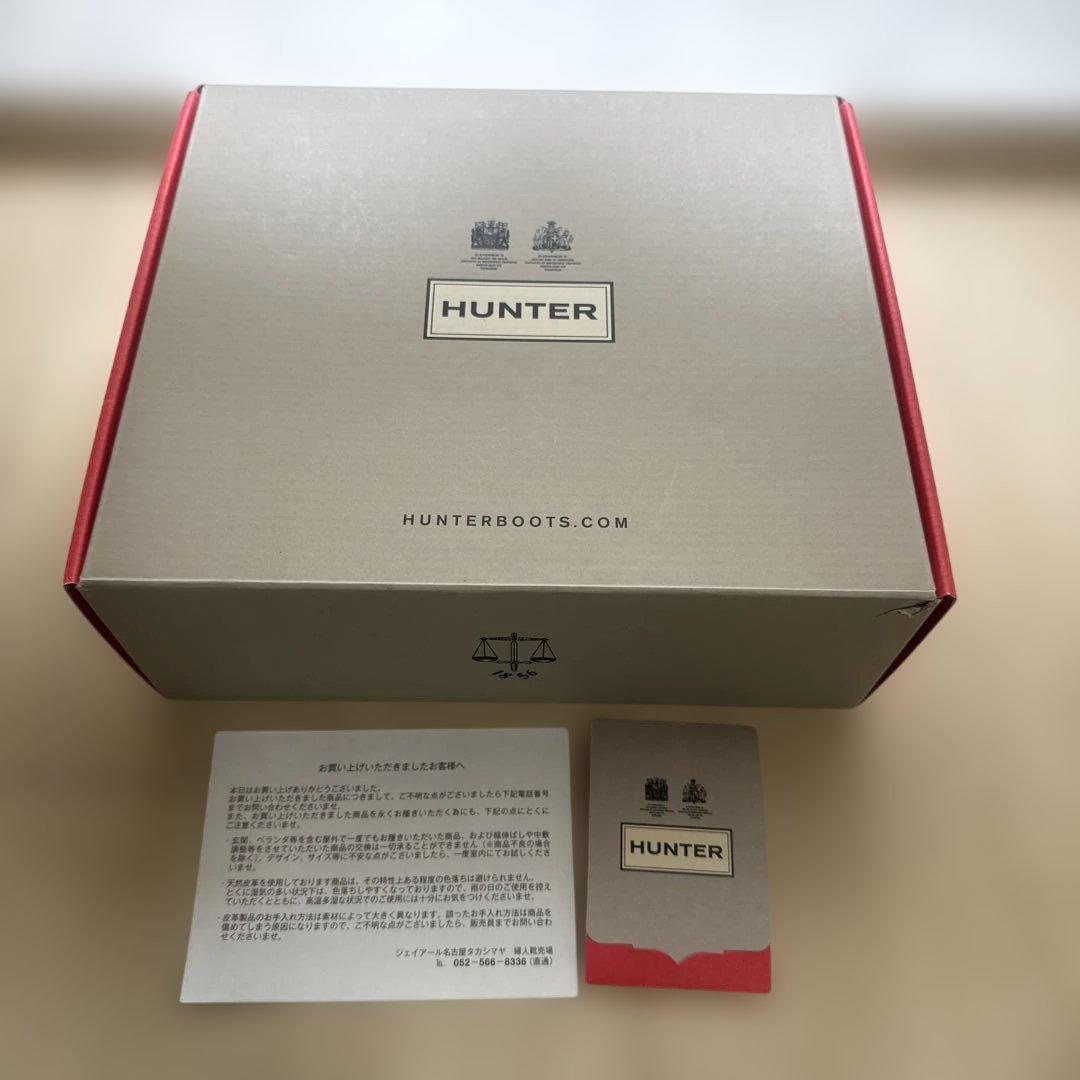 HUNTER
HUNTERBOOTS.COM
1856
お買い上げいただきましたお客様へ
本日はお買い上げありがとうございました。
お買い上げいただきました商品につきまして、ご不明な点がございましたら下記電話番号
までお問い合わせくださいませ。
また、お買い上げいただきました商品を永くお履きいただく為にも、下記の点にとくに
ご注意くださいませ。
・玄関、ベランダ等を含む屋外で一度でもお履きいただいた商品、および幅伸ばしや中敷
調整等をさせていただいた商品の交換は一切承ることができません（※商品不良の場合
を除く）。デザイン、サイズ等に不安な点がございましたら、一度室内にてお試しくださ
いませ。
・天然皮革を使用しております商品は、その特性上ある程度の色落ちは避けられません。
とくに湿気の多い状況下は、色落ちしやすくなっておりますので、雨の日のご使用を控え
ていただくとともに、高温多湿な状況でのご使用には十分にお気をつけくださいませ。
・皮革製品のお手入れ方法は素材によって大きく異なります。誤ったお手入れ方法は商品を
傷めてしまう原因になりますので、ご不明な点がございましたら、販売員までお問い合わ
せくださいませ。
ジェイアール名古屋タカシマヤ 婦人靴売場
℡ 052－566－8336（直通）
HUNTER